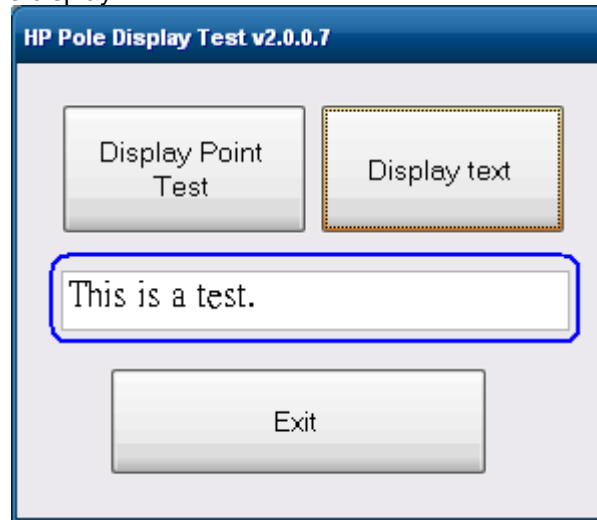 HP Pole Display Test v2.0.0.7
Display Point
Test
Display text
This is a test.
Exit